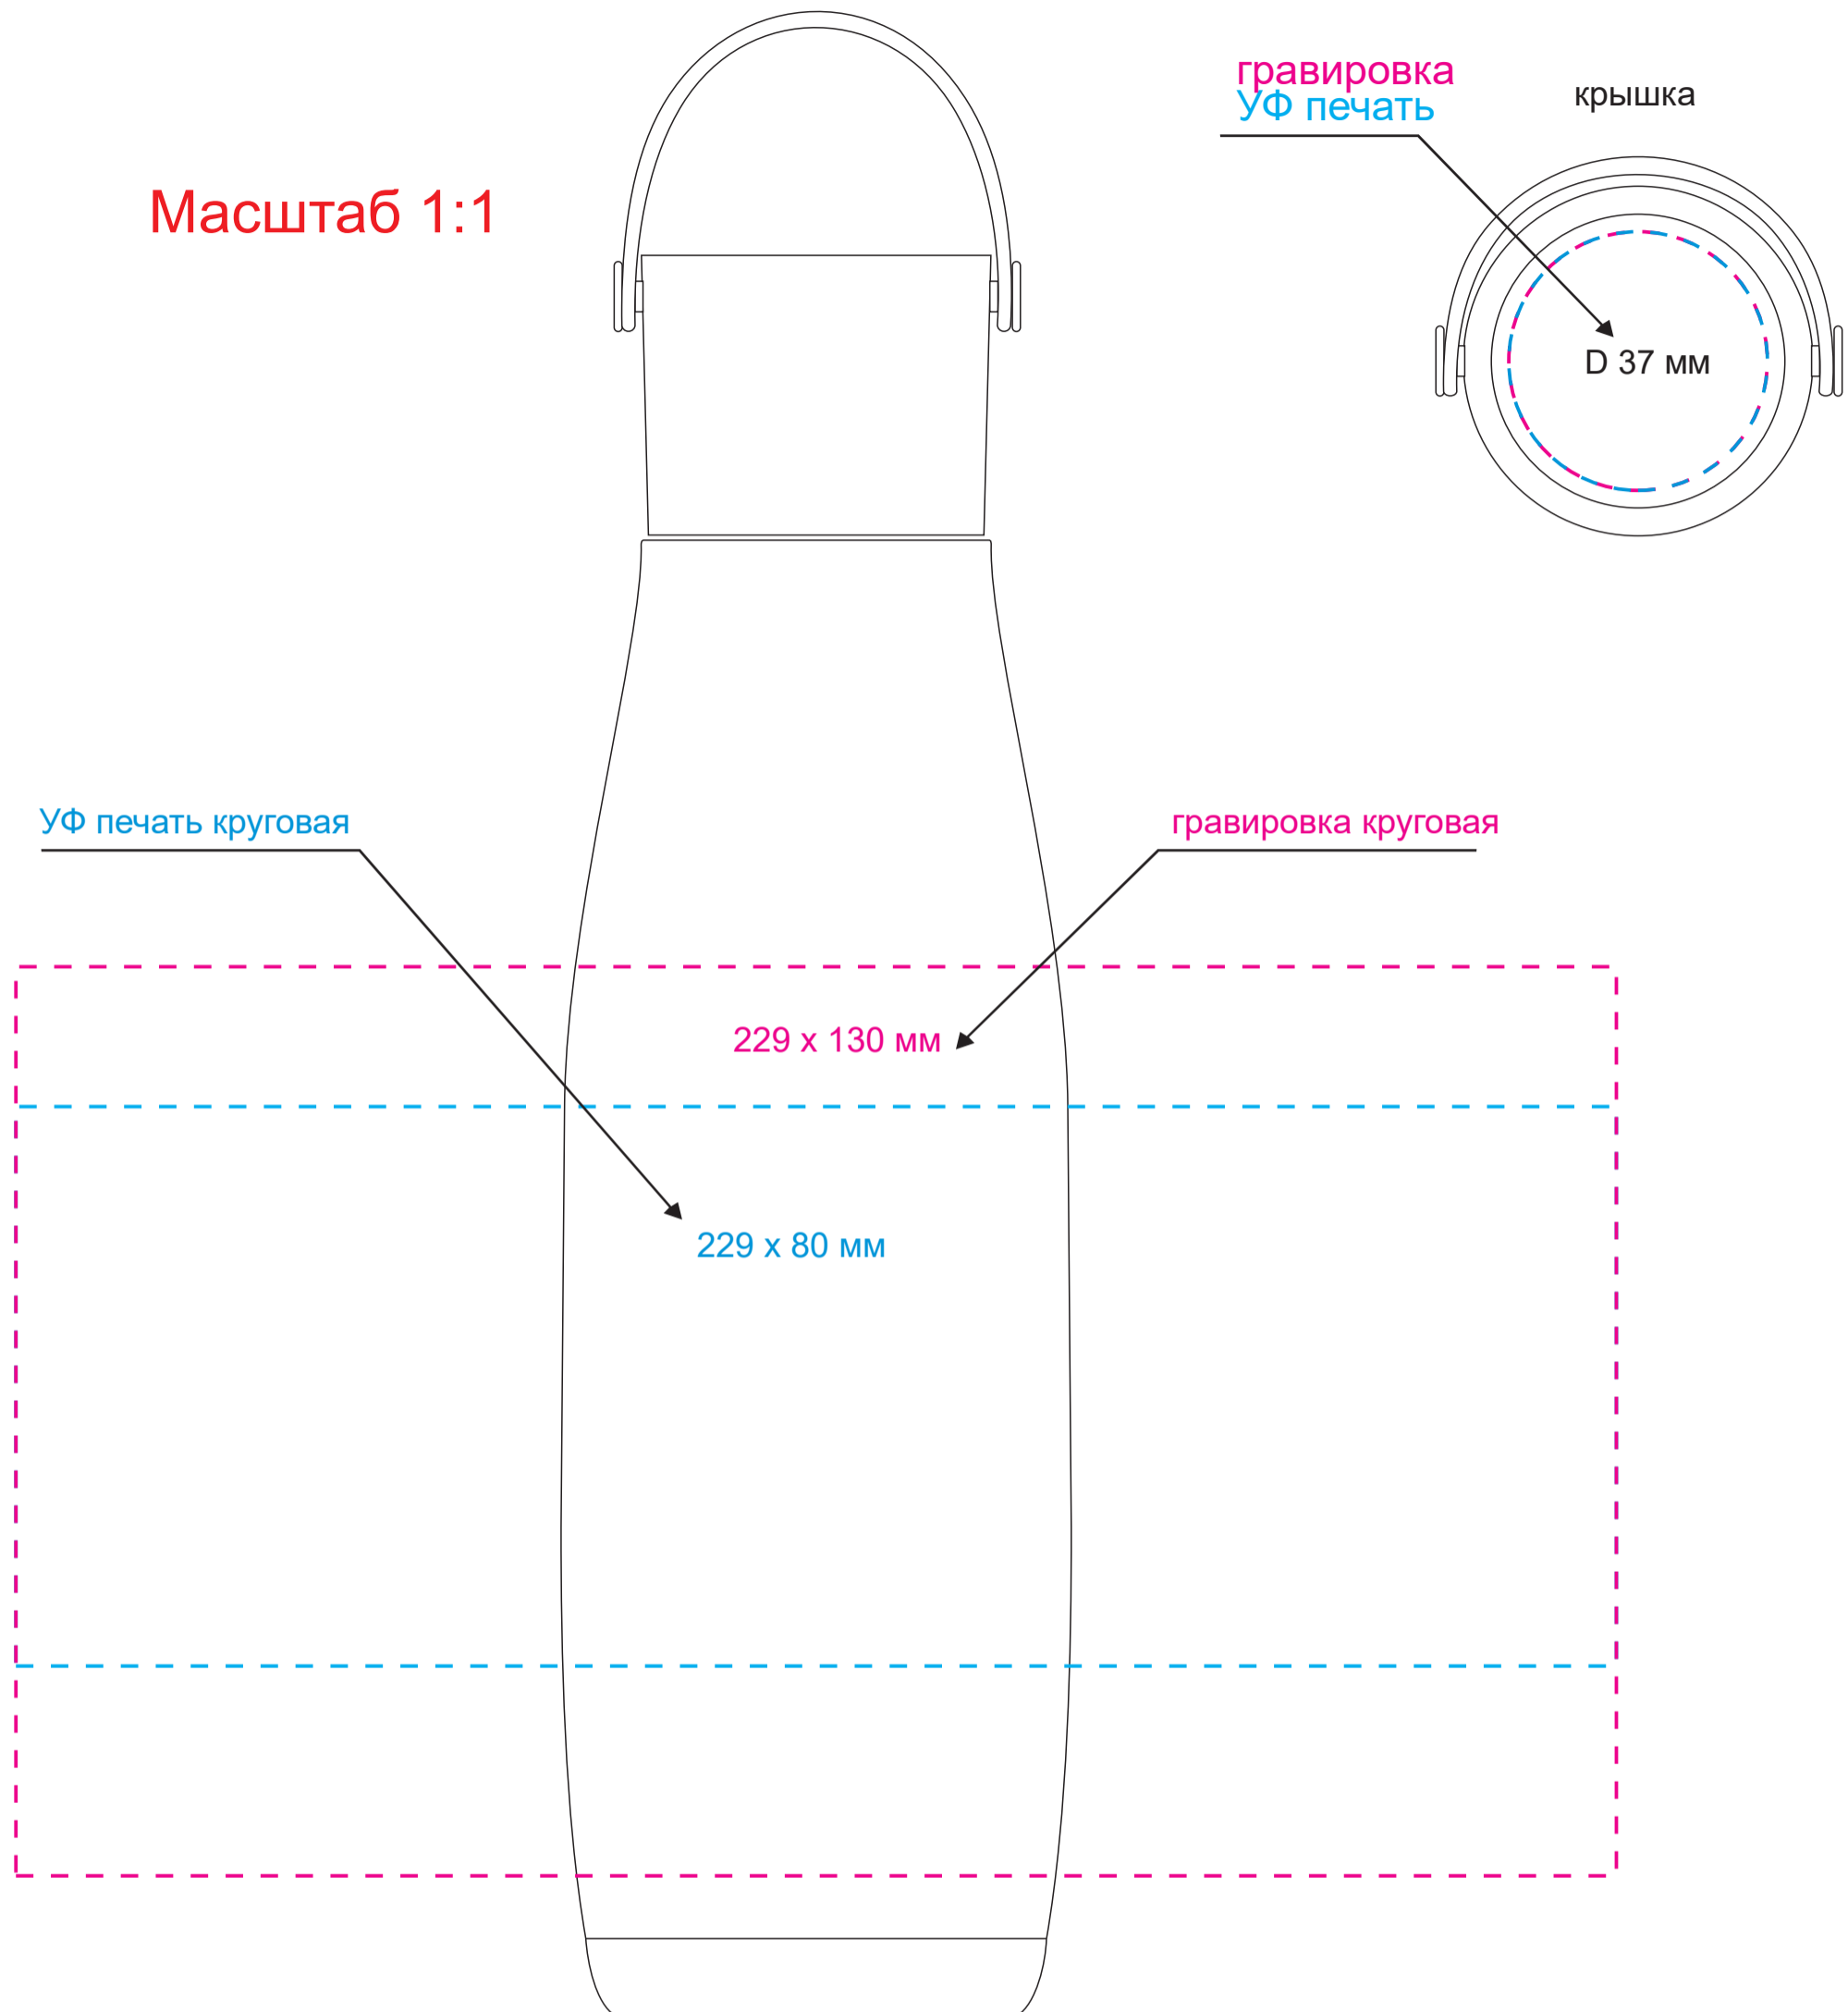 гравировка
УФ печать
крышка
Масштаб 1:1
D 37 мм
УФ печать круговая
гравировка круговая
229 х 130 мм
229 х 80 мм